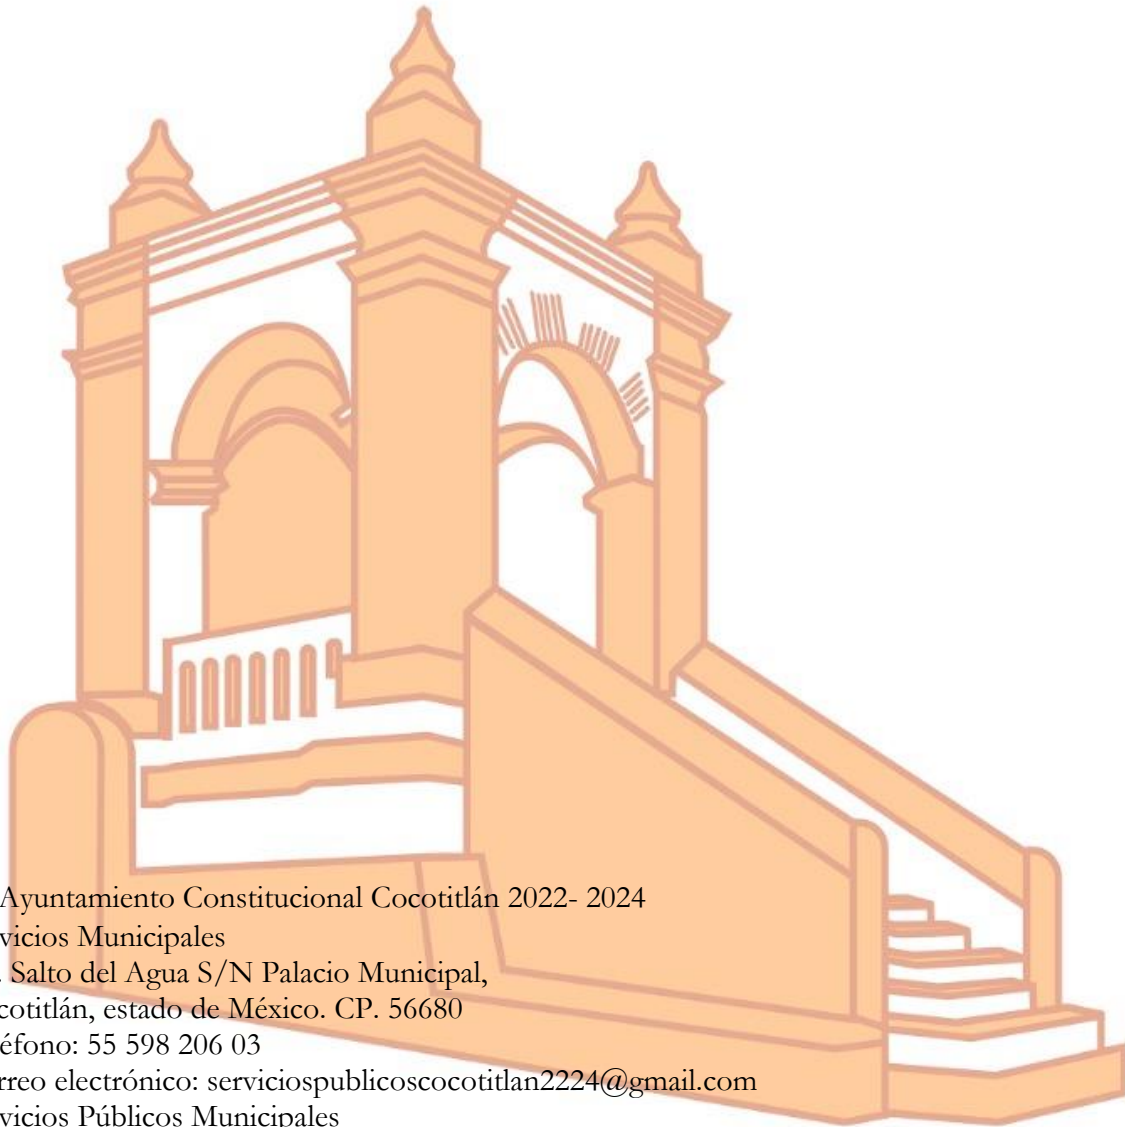 Ayuntamiento Constitucional Cocotitlán 2022- 2024
vicios Municipales
. Salto del Agua S/N Palacio Municipal,
cotitlán, estado de México. CP. 56680
éfono: 55 598 206 03
rreo electrónico: serviciospublicoscocotitlan2224@gmail.com
vicios Públicos Municipales